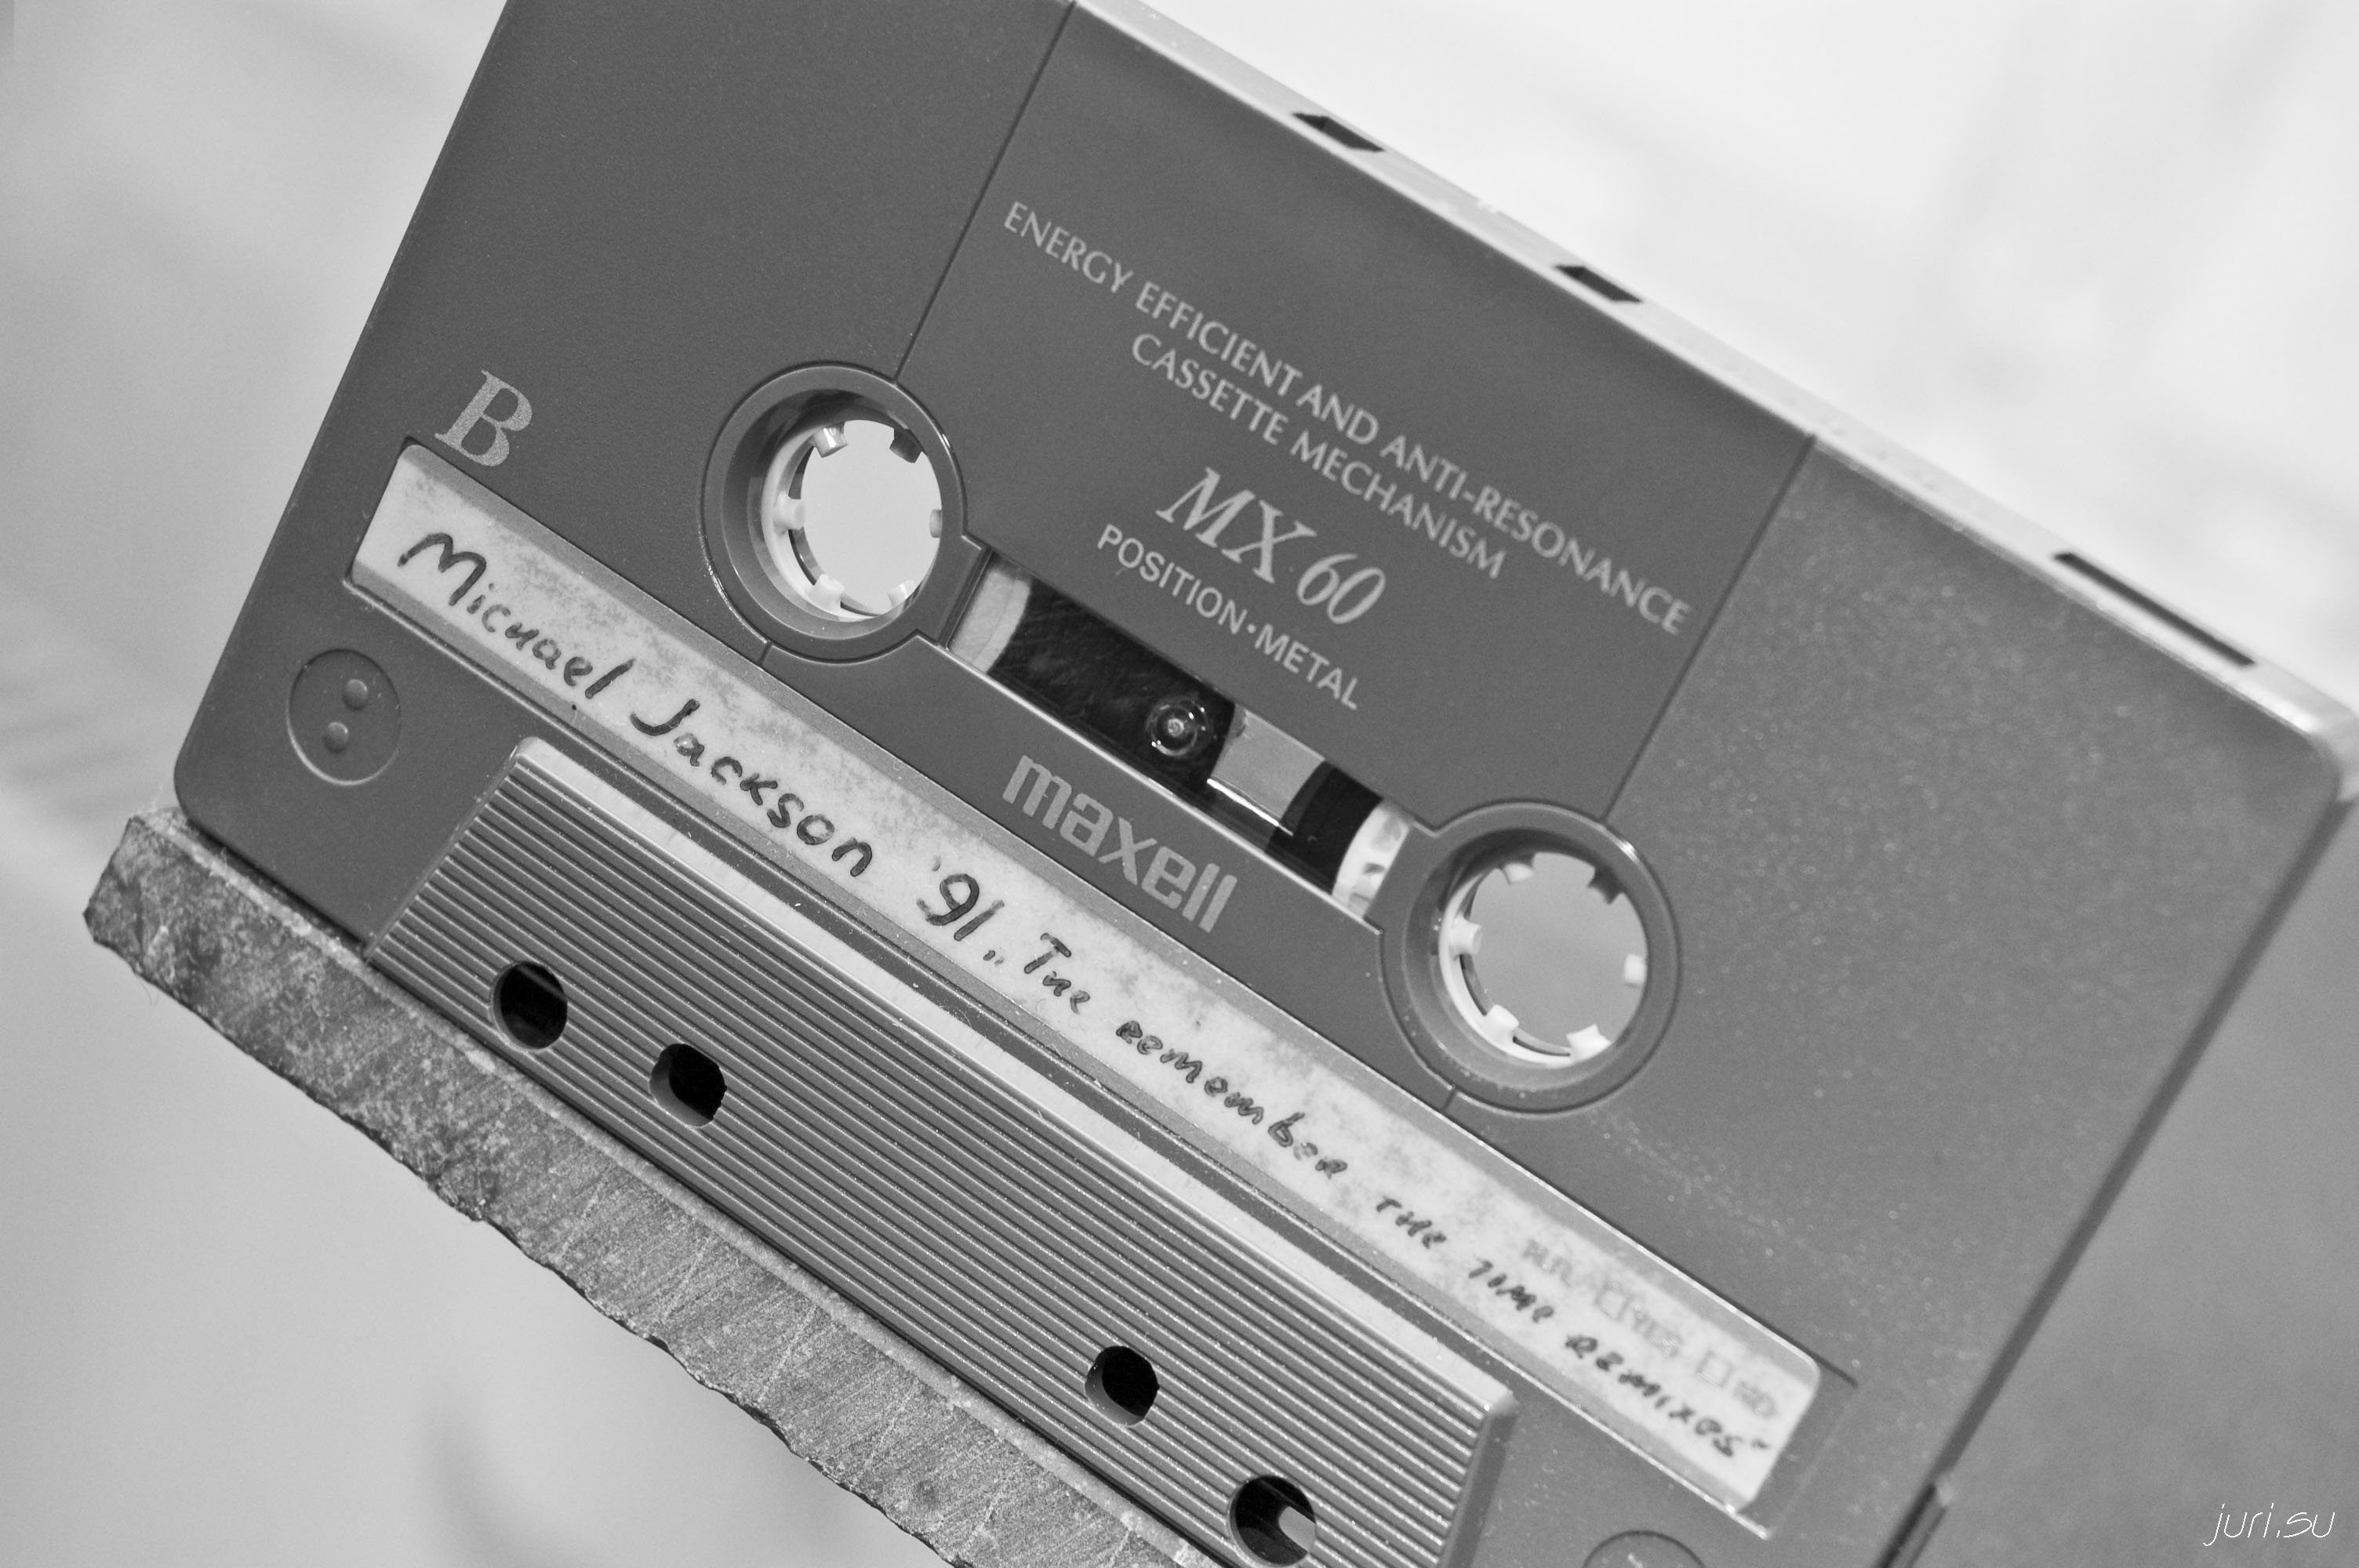 ENERGY EFFICIENT AND ANTI-RESONANCE
CASSETTE MECHANISM
MX 60
POSITION·METAL
B
maxell
Michael Jackson '91 „The remember the time remixes"
juri.su